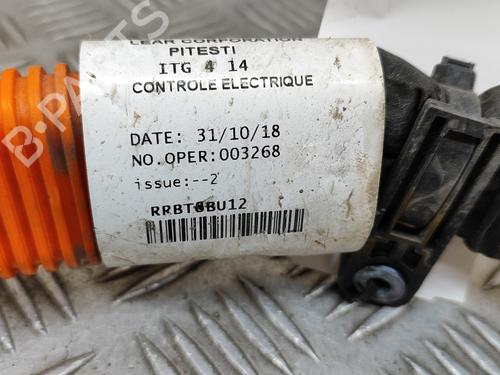 LEAR CORPORATION
PITESTI
ITG 4 14
CONTROLE ELECTRIQUE
DATE: 31/10/18
NO.OPER:003268
issue:--2
RRBT8BU12
B-PARTS